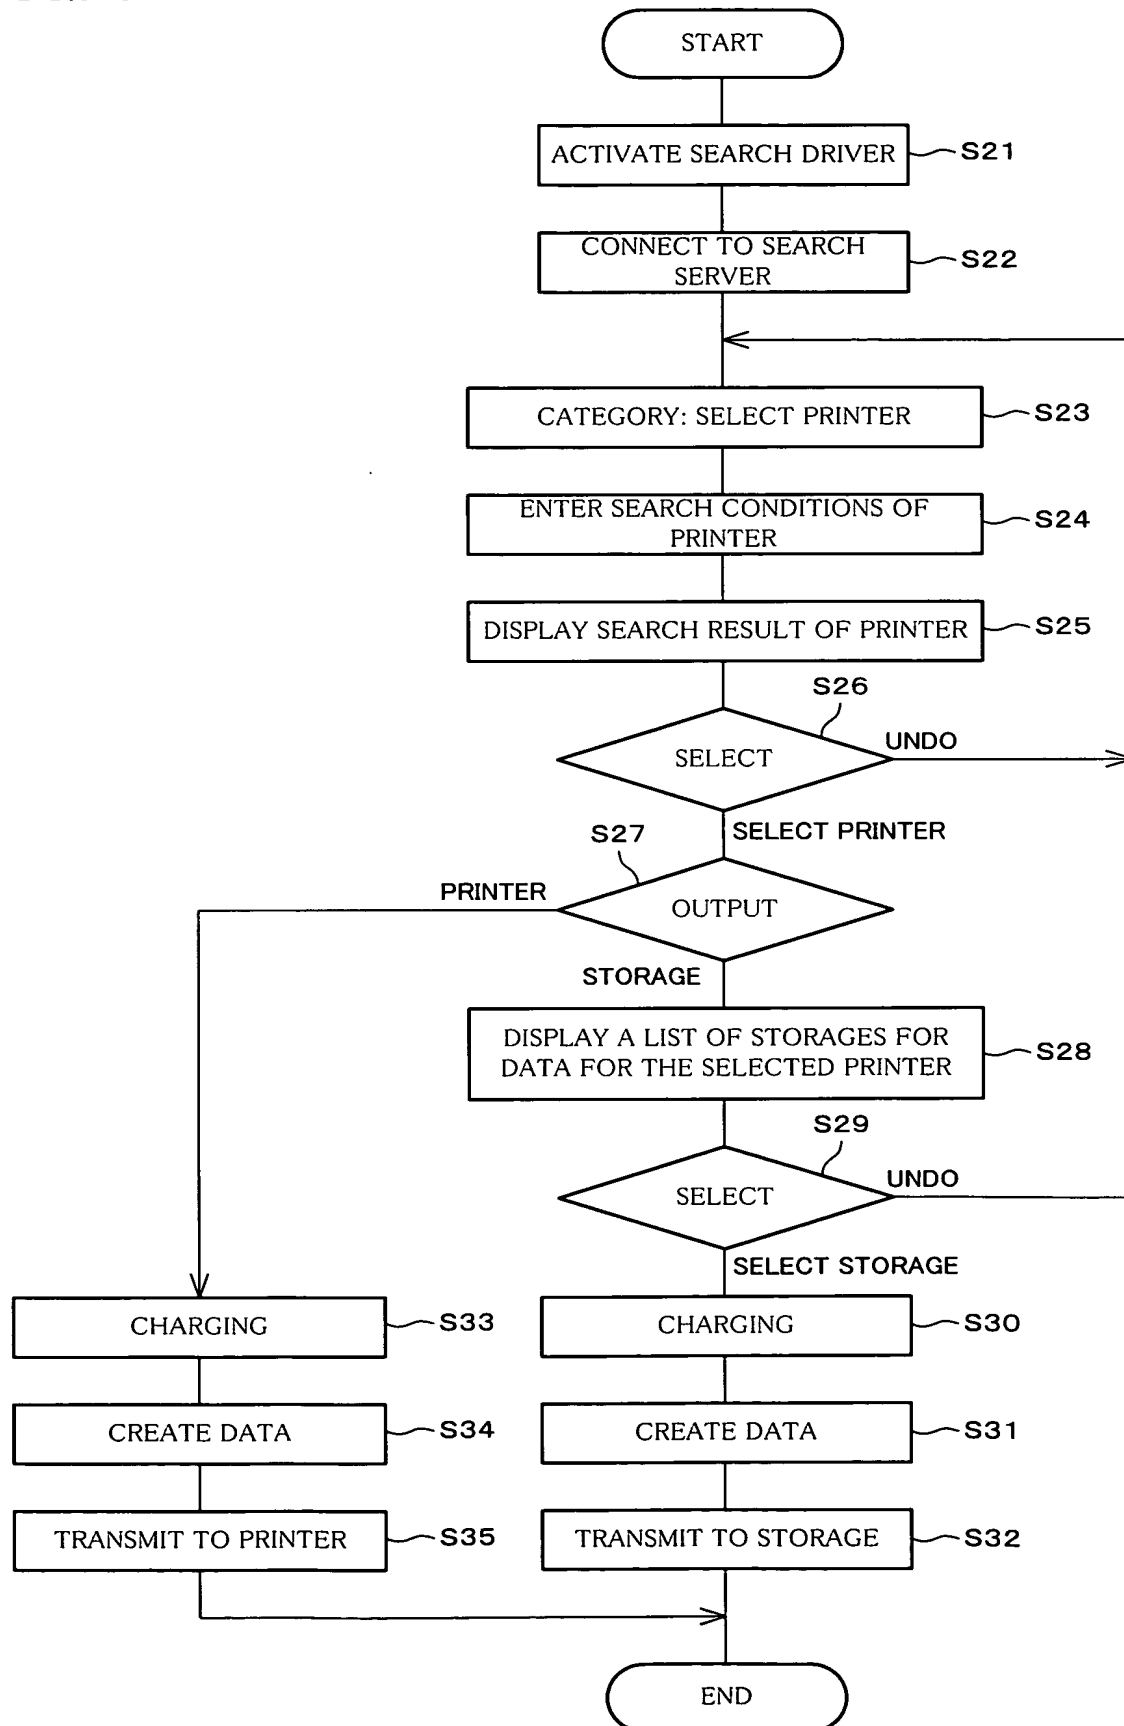 START
ACTIVATE SEARCH DRIVER
S21
CONNECT TO SEARCH
SERVER
S22
CATEGORY: SELECT PRINTER
S23
ENTER SEARCH CONDITIONS OF
PRINTER
S24
DISPLAY SEARCH RESULT OF PRINTER
S25
S26
SELECT
UNDO
SELECT PRINTER
S27
PRINTER
OUTPUT
STORAGE
DISPLAY A LIST OF STORAGES FOR
DATA FOR THE SELECTED PRINTER
S28
S29
SELECT
UNDO
SELECT STORAGE
CHARGING
S33
CHARGING
S30
CREATE DATA
S34
CREATE DATA
S31
TRANSMIT TO PRINTER
S35
TRANSMIT TO STORAGE
S32
END